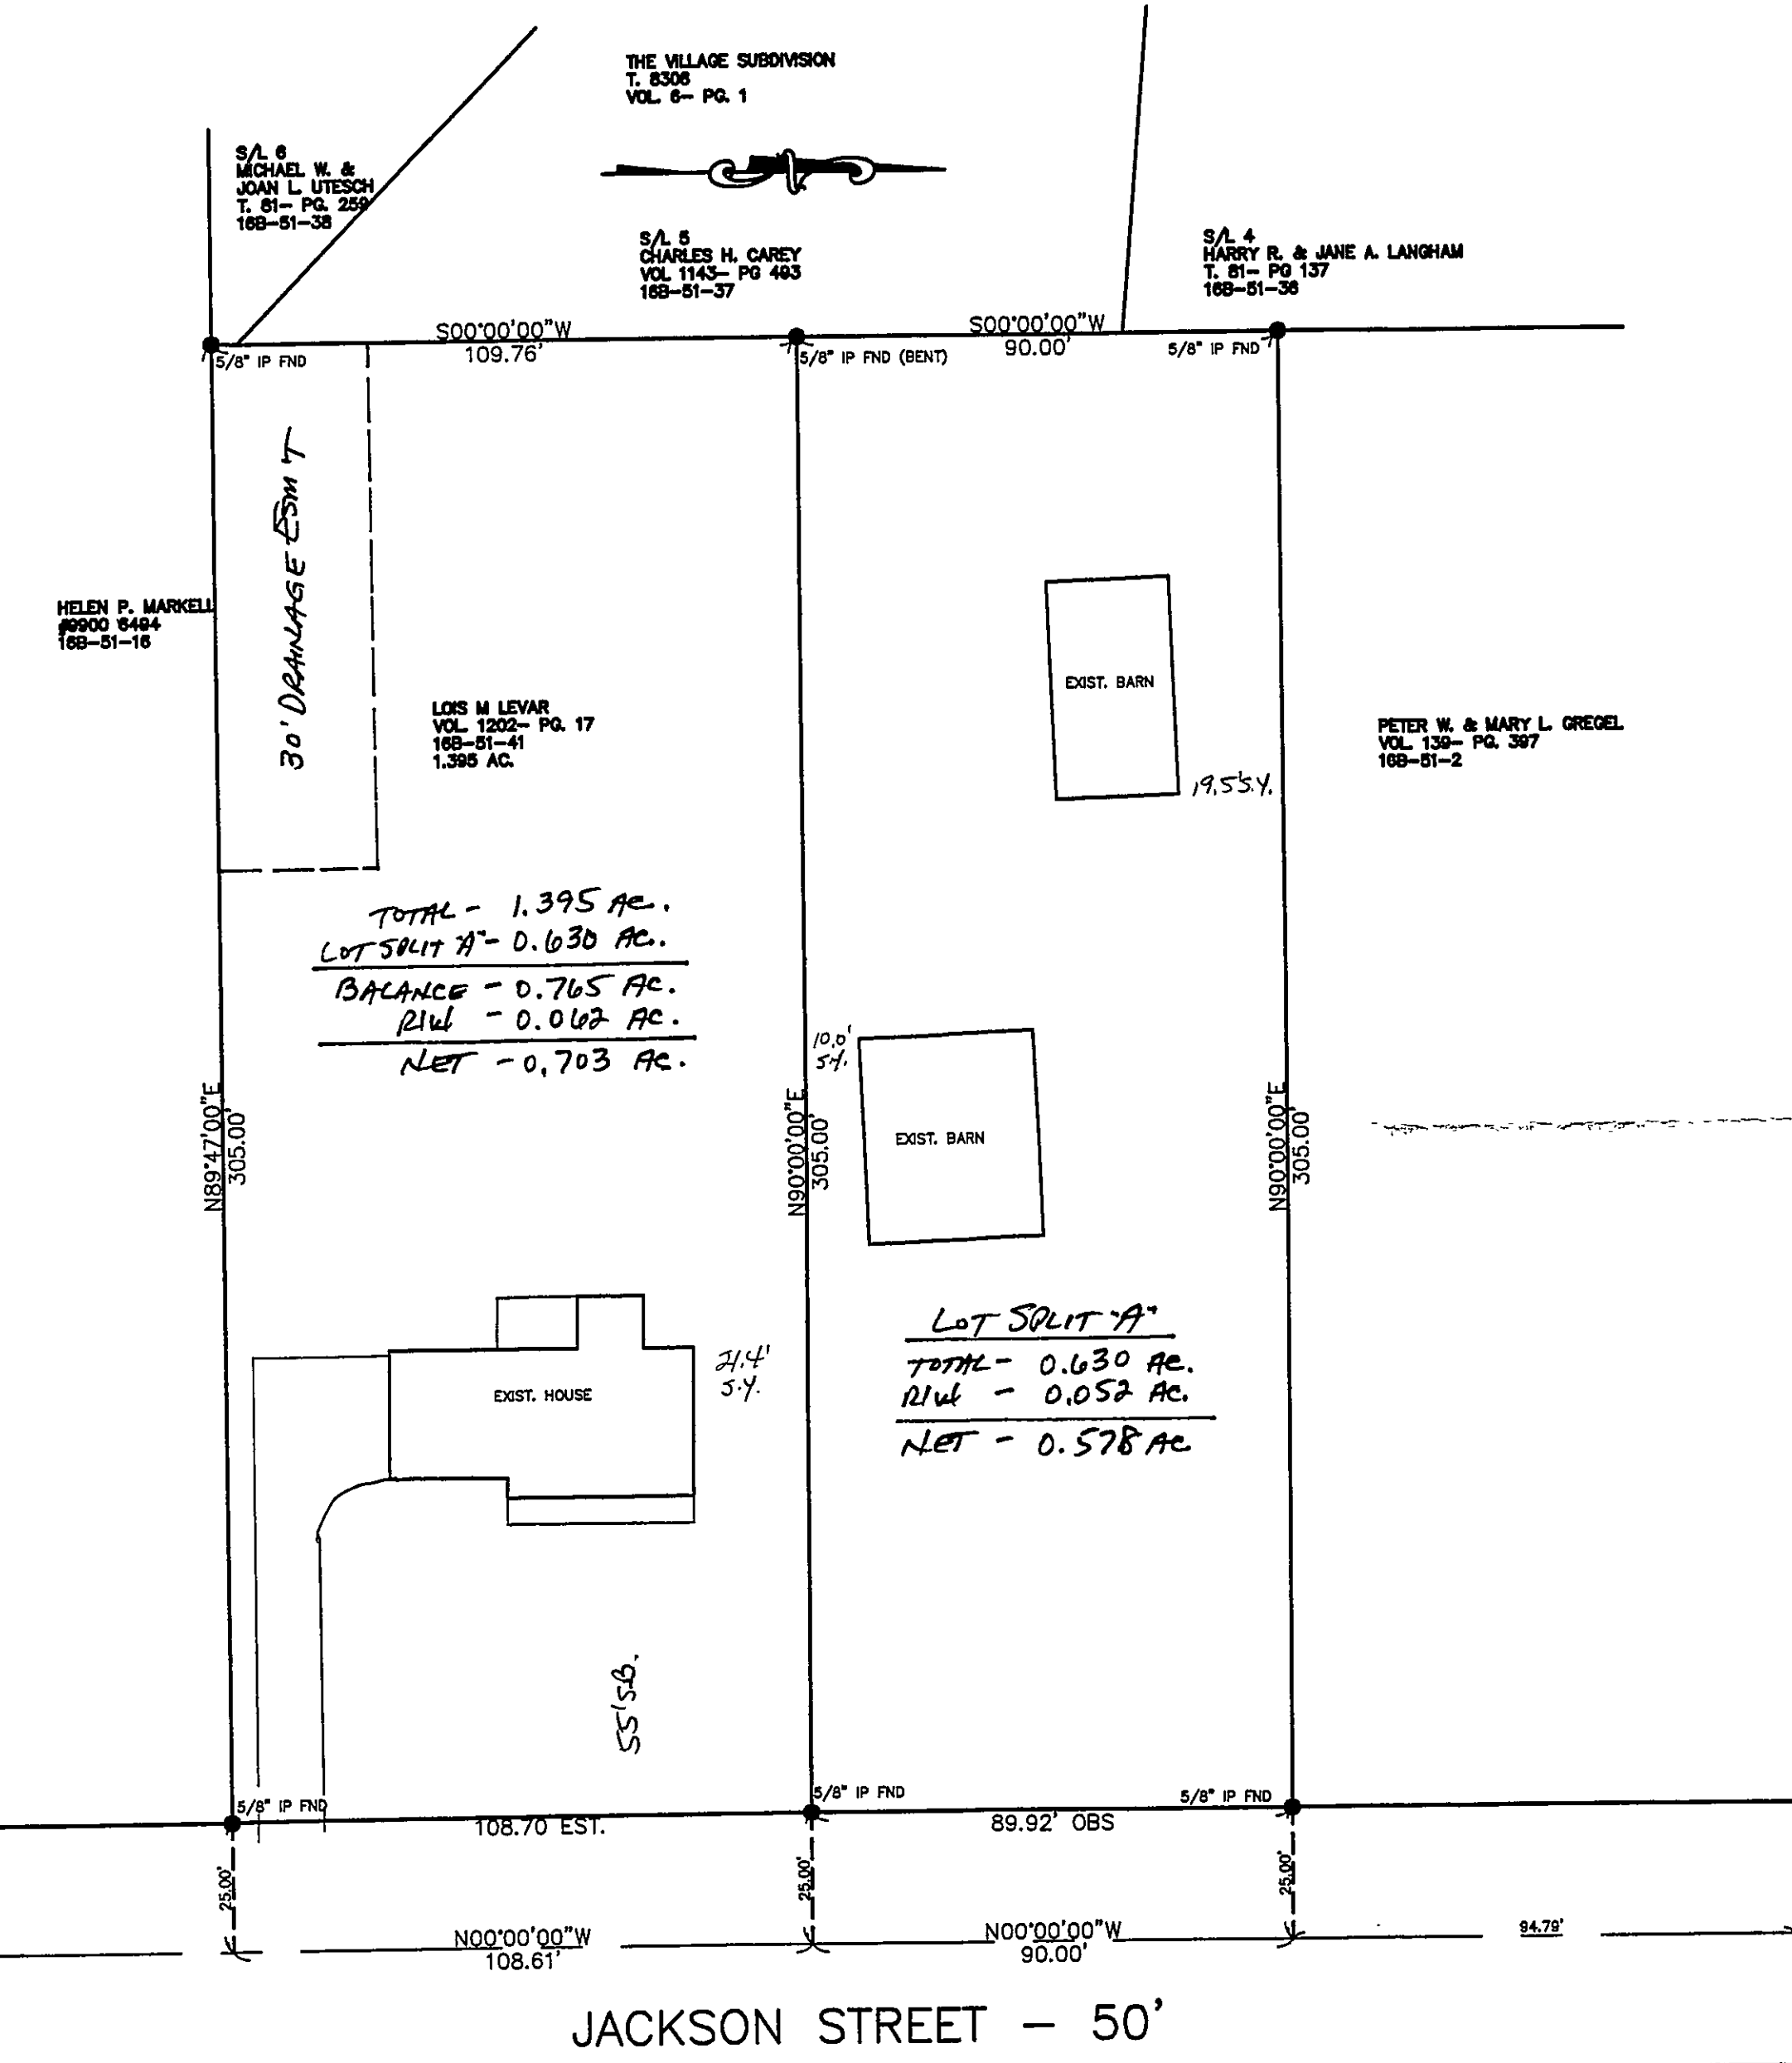 THE VILLAGE SUBDIVISION
T. 8306
VOL. 6- PG. 1
S/L 6
MICHAEL W. &
JOAN L. UTESCH
T. 81- PG. 259
16B-51-38
S/L 5
CHARLES H. CAREY
VOL 1143- PG 493
16B-51-37
S/L 4
HARRY R. & JANE A. LANGHAM
T. 81- PG 137
16B-51-36
S00°00'00"W
109.76'
S00°00'00"W
90.00'
5/8" IP FND
5/8" IP FND (BENT)
5/8" IP FND
30' DRAINAGE ESMT
HELEN P. MARKELL
#9900 6494
16B-51-16
LOIS M LEVAR
VOL. 1202- PG. 17
16B-51-41
1.395 AC.
EXIST. BARN
19.5' S.Y.
PETER W. & MARY L. GREGEL
VOL. 139- PG. 397
16B-51-2
TOTAL - 1.395 AC.
LOT SPLIT "A" - 0.630 AC.
BALANCE - 0.765 AC.
R/W - 0.062 AC.
NET - 0.703 AC.
10.0'
S.Y.
EXIST. BARN
N89°47'00"E
305.00'
N90°00'00"E
305.00'
N90°00'00"E
305.00'
EXIST. HOUSE
21.4'
S.Y.
LOT SPLIT "A"
TOTAL - 0.630 AC.
R/W - 0.052 AC.
NET - 0.578 AC
55' S.B.
5/8" IP FND
5/8" IP FND
5/8" IP FND
108.70 EST.
89.92' OBS
25.00'
25.00'
25.00'
N00°00'00"W
108.61'
N00°00'00"W
90.00'
94.79'
JACKSON STREET - 50'